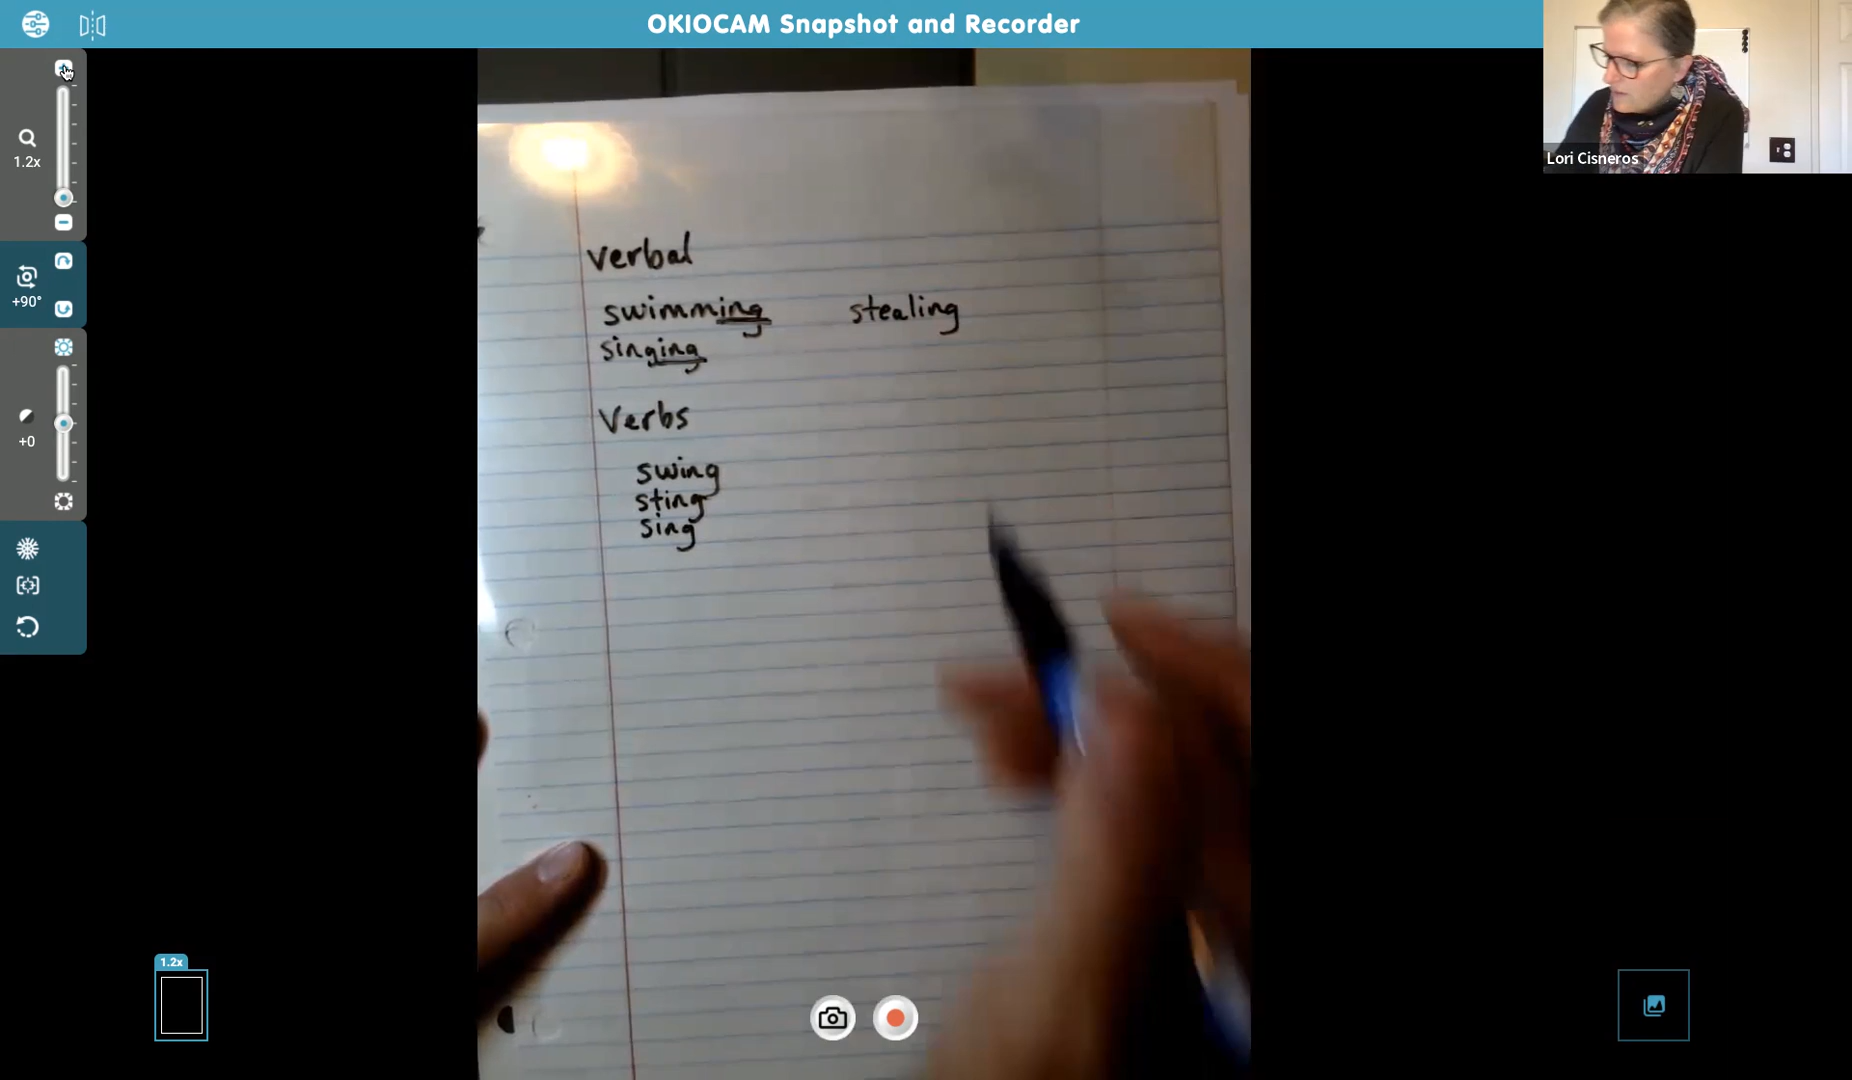 OKIOCAM Snapshot and Recorder
1.2x
+90°
+0
Lori Cisneros
verbal
swimming stealing
singing
Verbs
swing
sting
sing
1.2x